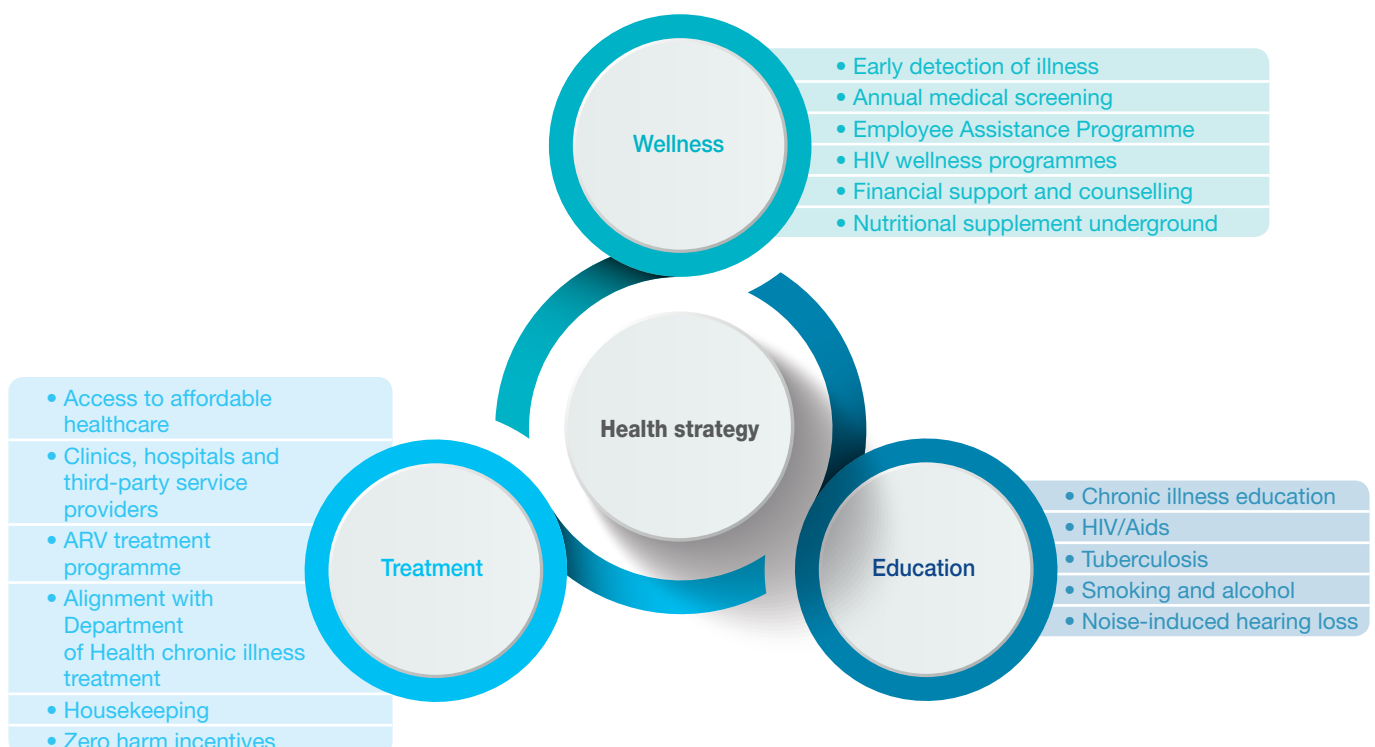 Wellness
• Early detection of illness
• Annual medical screening
• Employee Assistance Programme
• HIV wellness programmes
• Financial support and counselling
• Nutritional supplement underground
Health strategy
• Access to affordable
healthcare
• Clinics, hospitals and
third-party service
providers
• ARV treatment
programme
• Alignment with
Department
of Health chronic illness
treatment
• Housekeeping
• Zero harm incentives
Treatment
Education
• Chronic illness education
• HIV/Aids
• Tuberculosis
• Smoking and alcohol
• Noise-induced hearing loss